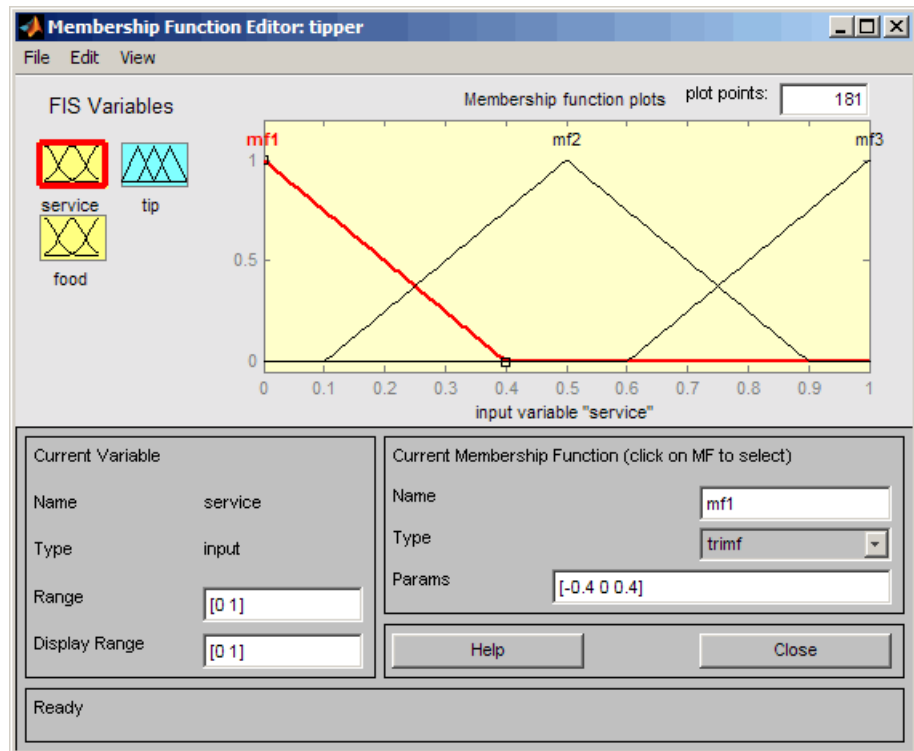 Membership Function Editor: tipper
File Edit View
FIS Variables
Membership function plots plot points: 181
service
tip
food
mf1 mf2 mf3
1
0.5
0
0 0.1 0.2 0.3 0.4 0.5 0.6 0.7 0.8 0.9 1
input variable "service"
Current Variable
Name service
Type input
Range [0 1]
Display Range [0 1]
Current Membership Function (click on MF to select)
Name mf1
Type trimf
Params [-0.4 0 0.4]
Help Close
Ready